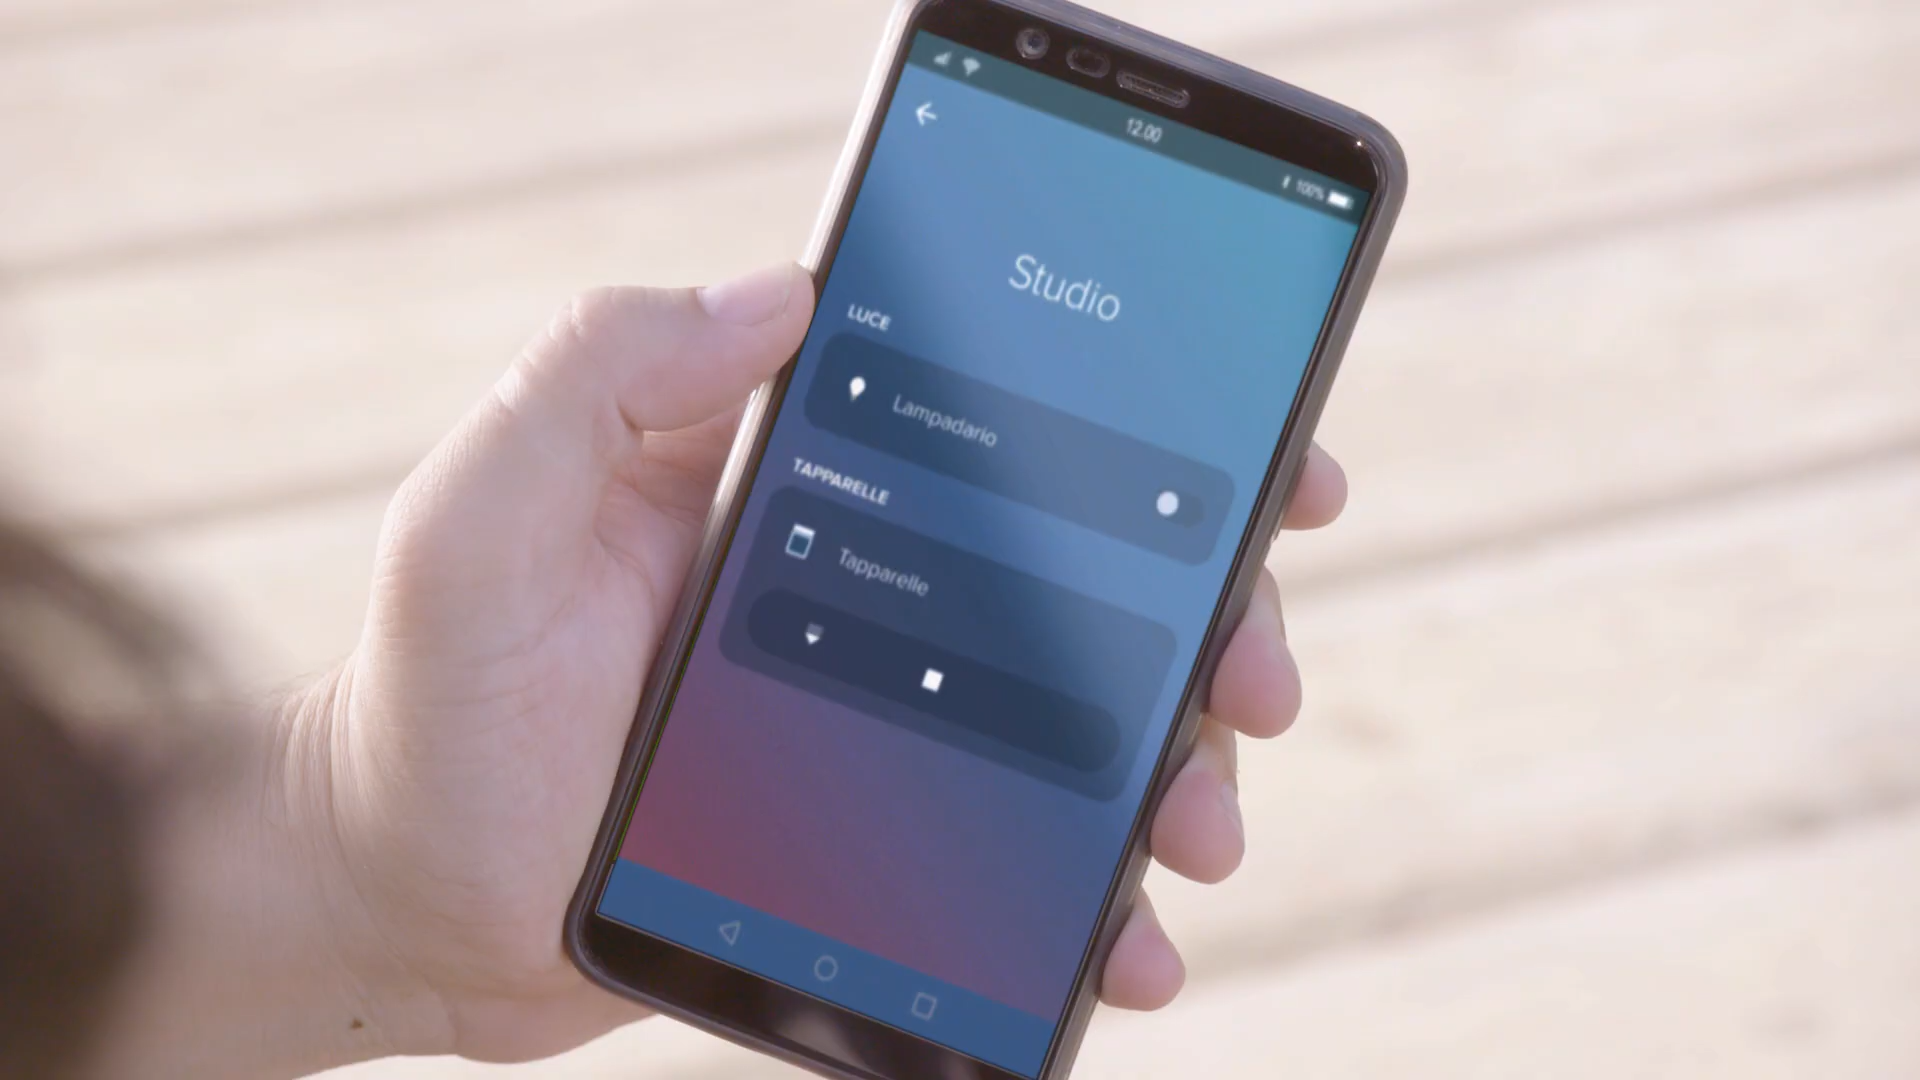 12.00
100%
Studio
LUCE
Lampadario
TAPPARELLE
Tapparelle